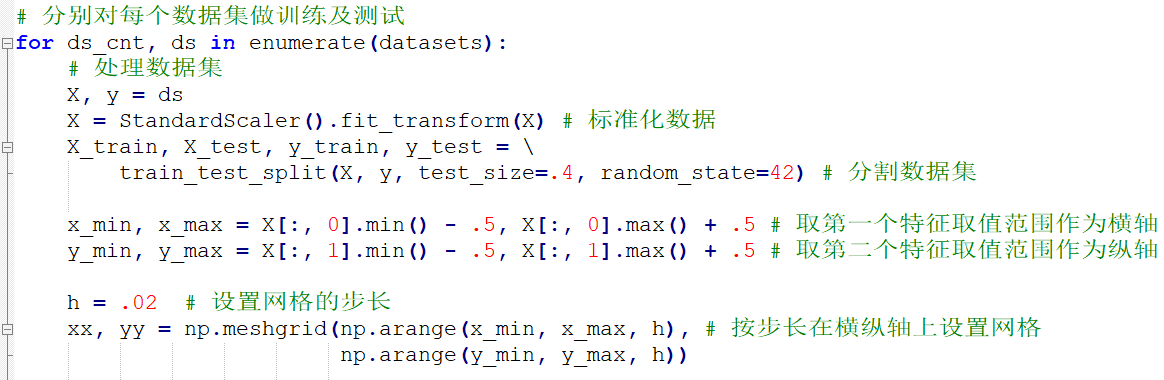 # 分别对每个数据集做训练及测试
for ds_cnt, ds in enumerate(datasets):
    # 处理数据集
    X, y = ds
    X = StandardScaler().fit_transform(X) # 标准化数据
    X_train, X_test, y_train, y_test = \
        train_test_split(X, y, test_size=.4, random_state=42) # 分割数据集

    x_min, x_max = X[:, 0].min() - .5, X[:, 0].max() + .5 # 取第一个特征取值范围作为横轴
    y_min, y_max = X[:, 1].min() - .5, X[:, 1].max() + .5 # 取第二个特征取值范围作为纵轴

    h = .02  # 设置网格的步长
    xx, yy = np.meshgrid(np.arange(x_min, x_max, h), # 按步长在横纵轴上设置网格
                         np.arange(y_min, y_max, h))